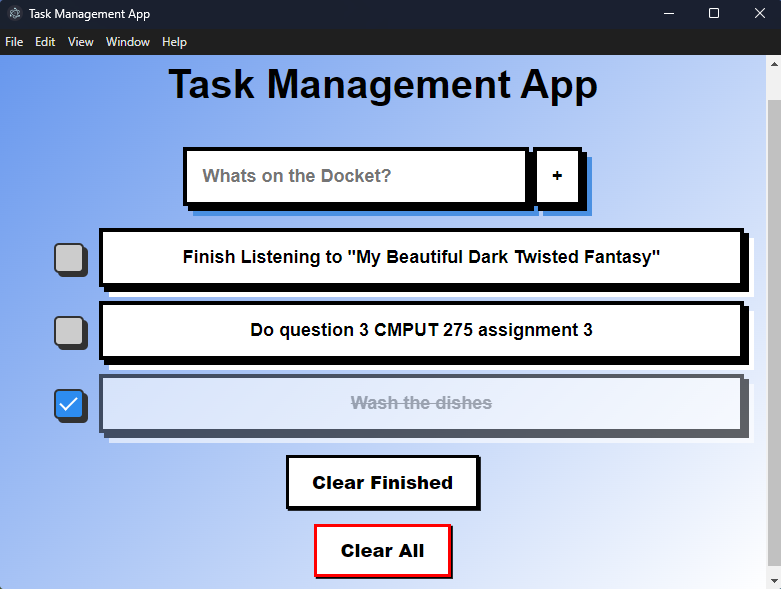 Task Management App
File Edit View Window Help
Task Management App
Whats on the Docket? +
Finish Listening to "My Beautiful Dark Twisted Fantasy"
Do question 3 CMPUT 275 assignment 3
Wash the dishes
Clear Finished
Clear All